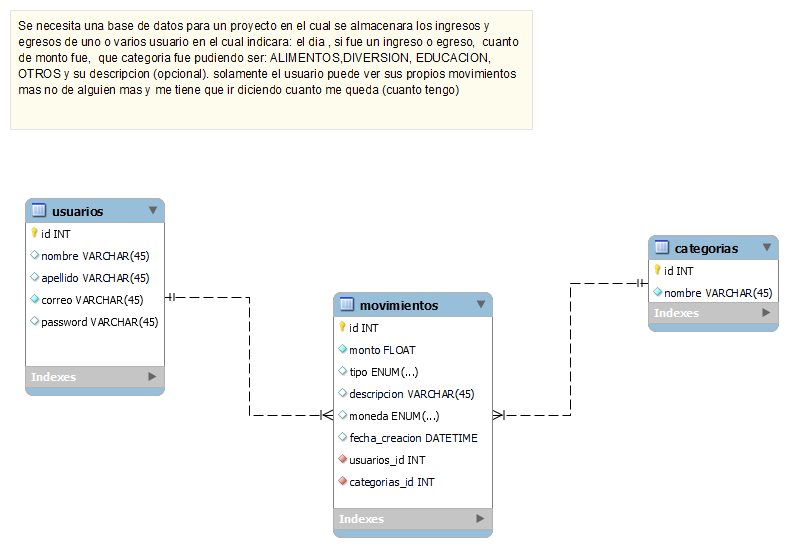 Se necesita una base de datos para un proyecto en el cual se almacenara los ingresos y
egresos de uno o varios usuario en el cual indicara: el dia , si fue un ingreso o egreso, cuanto
de monto fue, que categoria fue pudiendo ser: ALIMENTOS,DIVERSION, EDUCACION,
OTROS y su descripcion (opcional). solamente el usuario puede ver sus propios movimientos
mas no de alguien mas y me tiene que ir diciendo cuanto me queda (cuanto tengo)
usuarios
id INT
nombre VARCHAR(45)
apellido VARCHAR(45)
correo VARCHAR(45)
password VARCHAR(45)
Indexes
movimientos
id INT
monto FLOAT
tipo ENUM(...)
descripcion VARCHAR(45)
moneda ENUM(...)
fecha_creacion DATETIME
usuarios_id INT
categorias_id INT
Indexes
categorias
id INT
nombre VARCHAR(45)
Indexes